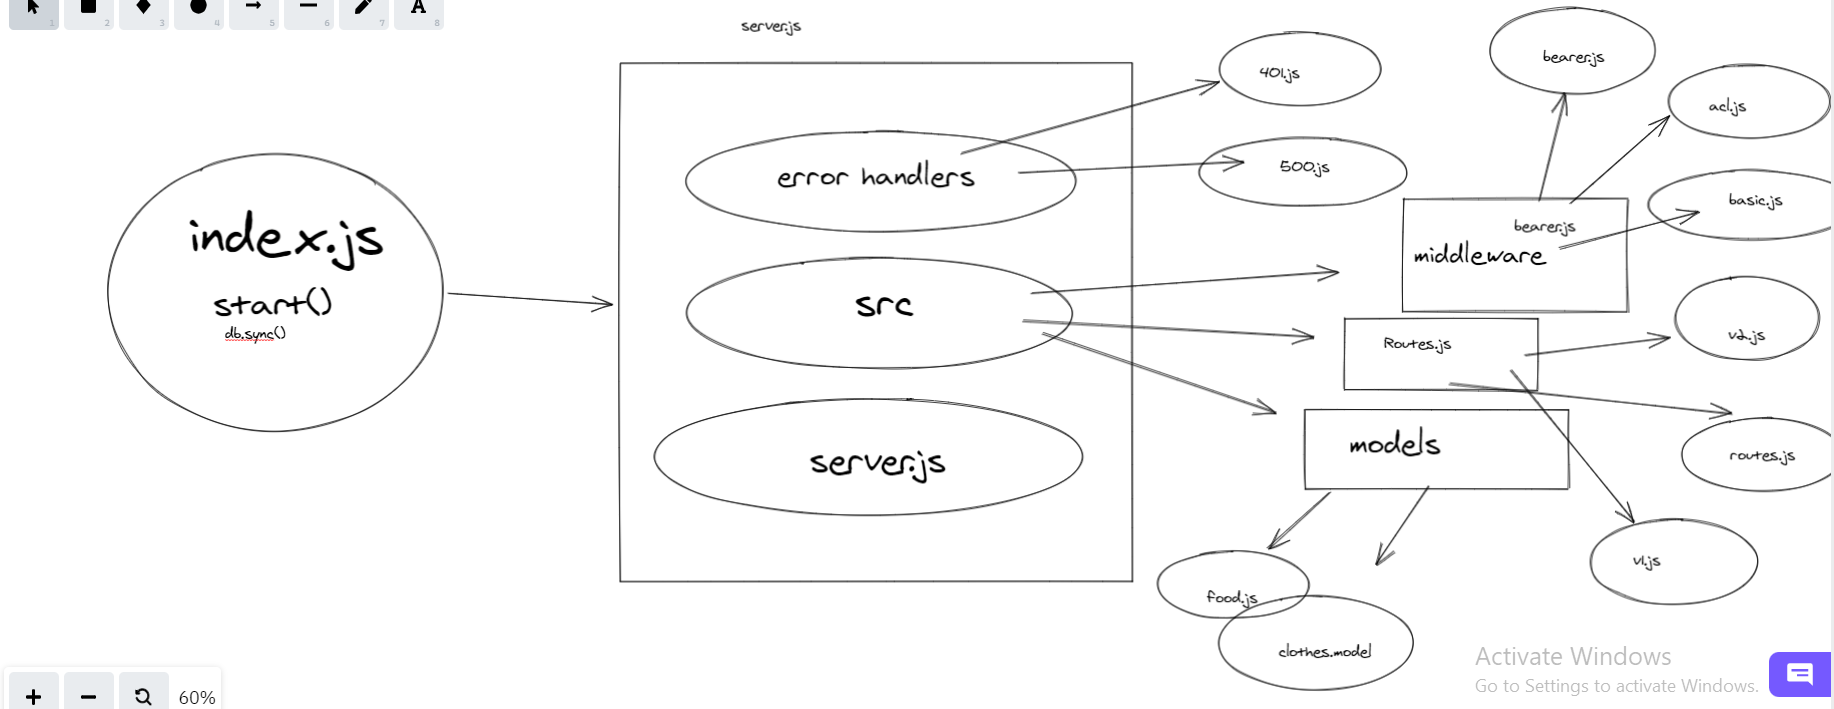 1
2
3
4
5
6
7
A
8
server.js
index.js
start()
db.sync()
error handlers
src
server.js
401.js
500.js
bearer.js
acl.js
basic.js
bearer.js
middleware
Routes.js
v2.js
routes.js
models
v1.js
food.js
clothes.model
60%
Activate Windows
Go to Settings to activate Windows.